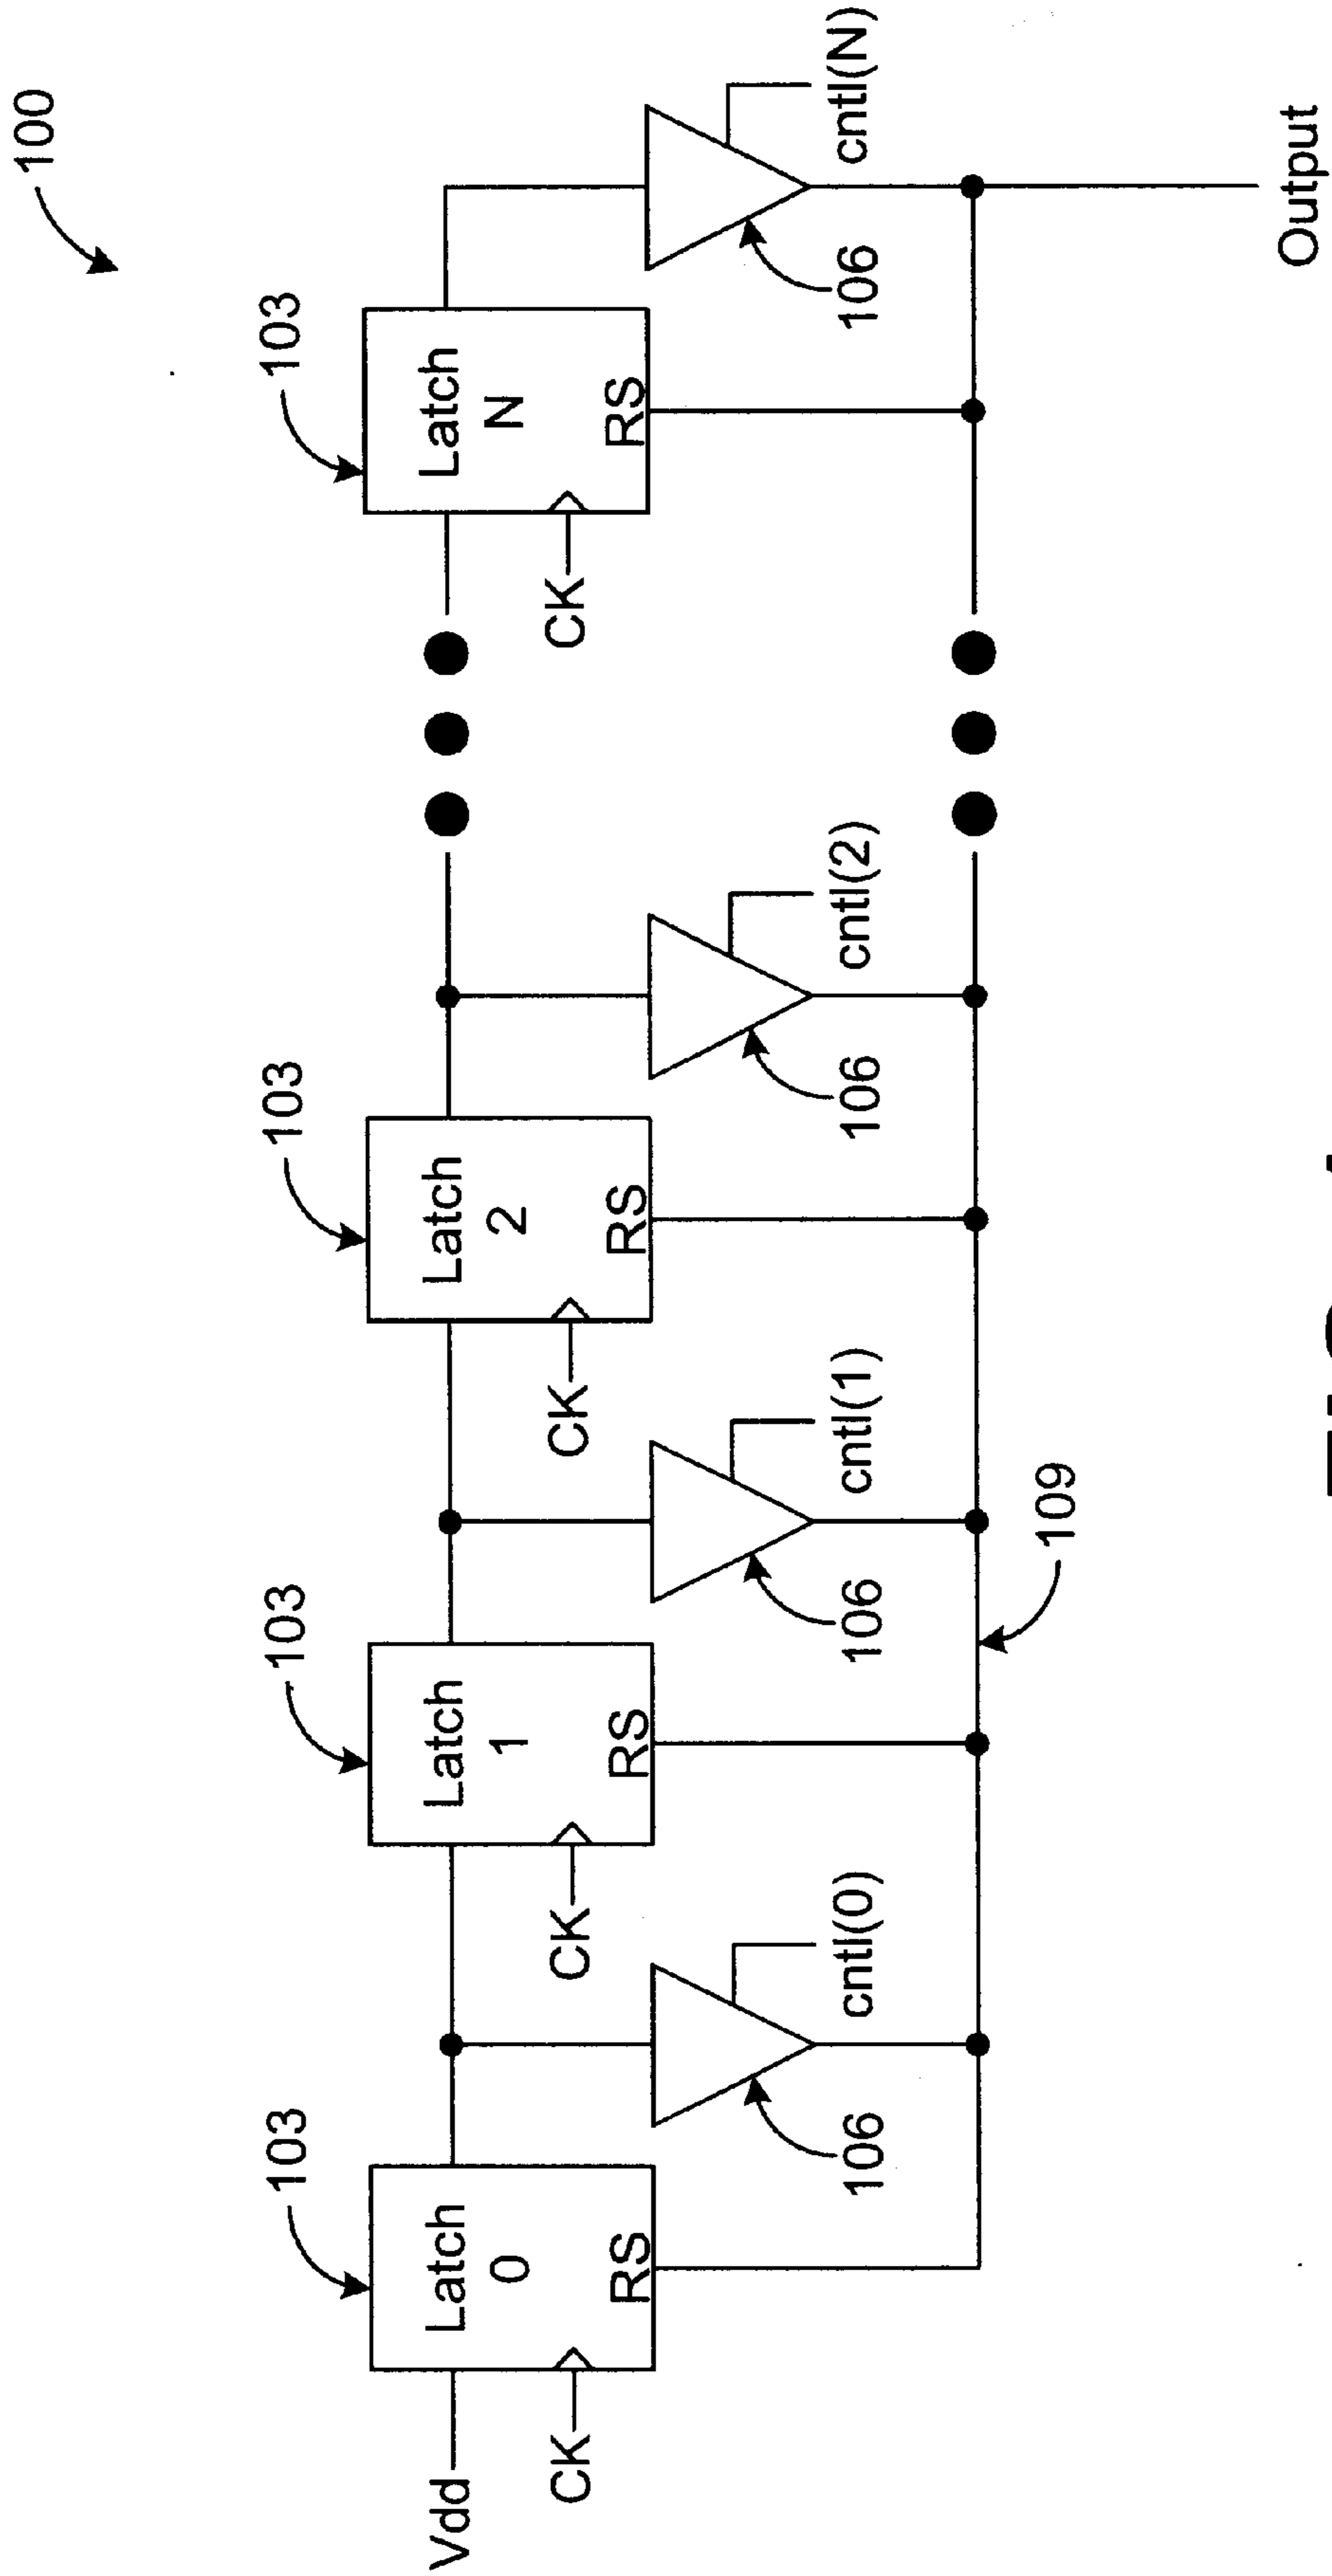 100
103
103
103
103
Vdd
Latch
0
Latch
1
Latch
2
Latch
N
CK
RS
CK
RS
CK
RS
CK
RS
106
cntl(0)
106
cntl(1)
106
cntl(2)
106
cntl(N)
109
Output